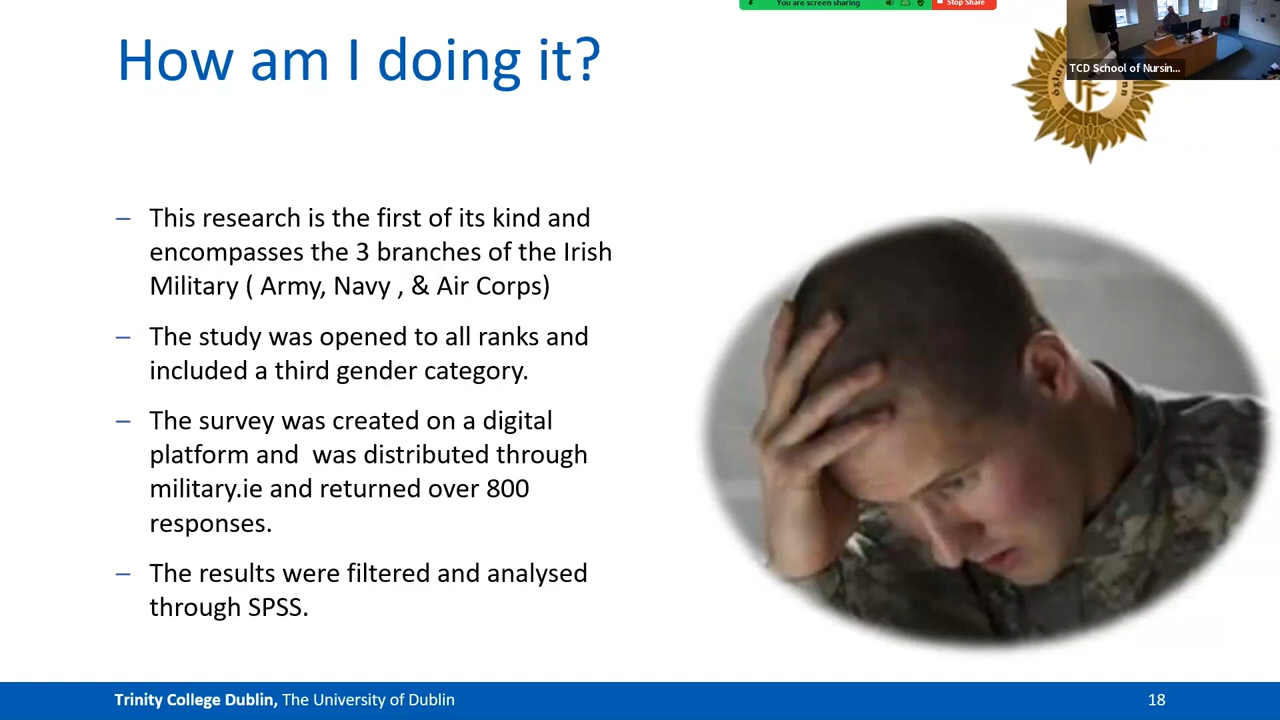 You are screen sharing
Stop Share
How am I doing it?
TCD School of Nursin...
– This research is the first of its kind and
encompasses the 3 branches of the Irish
Military ( Army, Navy , & Air Corps)
– The study was opened to all ranks and
included a third gender category.
– The survey was created on a digital
platform and  was distributed through
military.ie and returned over 800
responses.
– The results were filtered and analysed
through SPSS.
Trinity College Dublin, The University of Dublin
18